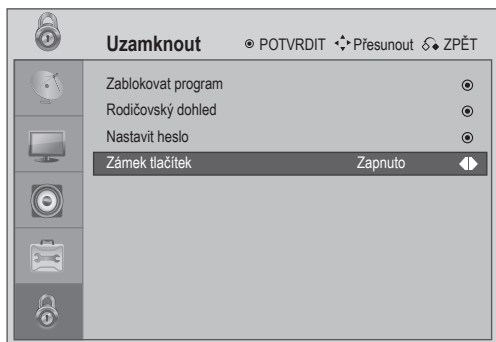 Uzamknout POTVRDIT Přesunout ZPĚT
Zablokovat program
Rodičovský dohled
Nastavit heslo
Zámek tlačítek Zapnuto